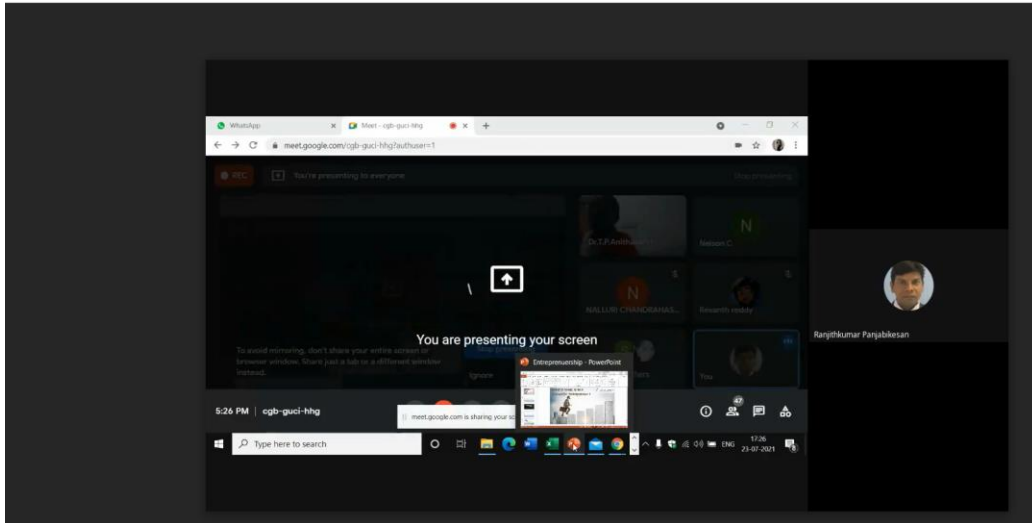 WhatsApp
Meet - cgb-guci-hhg
meet.google.com/cgb-guci-hhg?authuser=1
REC
You're presenting to everyone
Stop presenting
Nelson C
NALLURI CHANDRAHAS...
Revanth reddy
You are presenting your screen
Ranjithkumar Panjabikesan
To avoid mirroring, don't share your entire screen or
browser window. Share just a tab or a different window
instead.
Stop presenting
Ignore
You
Entreprenuership - PowerPoint
5:26 PM | cgb-guci-hhg
meet.google.com is sharing your sc
47
Type here to search
ENG
17:26
23-07-2021